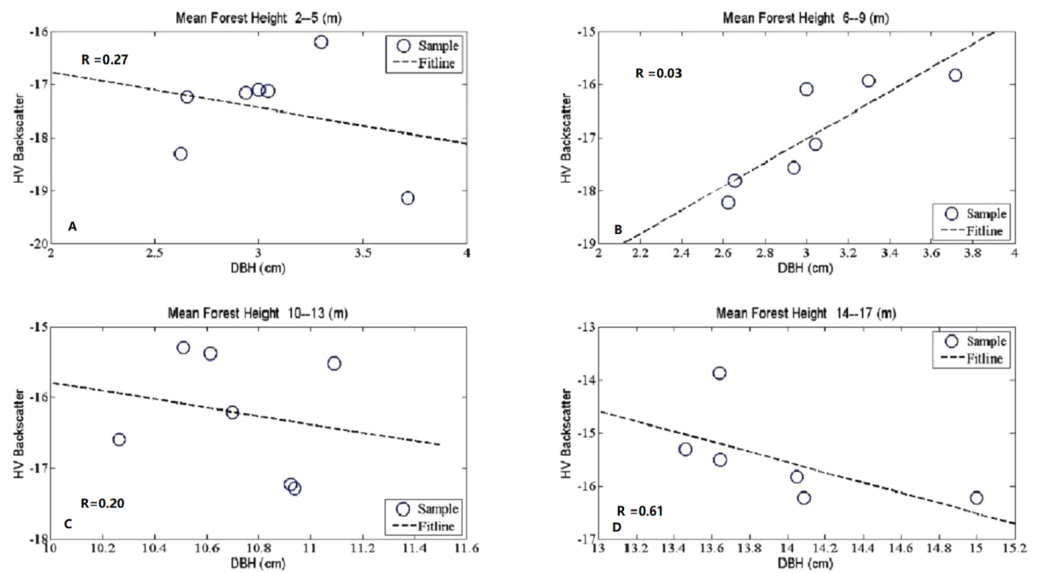 Mean Forest Height 2--5 (m)
-16
-17
-18
-19
-20
HV Backscatter
R =0.27
Sample
Fitline
A
2
2.5
3
3.5
4
DBH (cm)
Mean Forest Height 6--9 (m)
-15
-16
-17
-18
-19
HV Backscatter
R =0.03
Sample
Fitline
B
2
2.2
2.4
2.6
2.8
3
3.2
3.4
3.6
3.8
4
DBH (cm)
Mean Forest Height 10--13 (m)
-15
-16
-17
-18
HV Backscatter
R=0.20
C
Sample
Fitline
10
10.2
10.4
10.6
10.8
11
11.2
11.4
11.6
DBH (cm)
Mean Forest Height 14--17 (m)
-13
-14
-15
-16
-17
HV Backscatter
Sample
Fitline
R =0.61
D
13
13.2
13.4
13.6
13.8
14
14.2
14.4
14.6
14.8
15
15.2
DBH (cm)